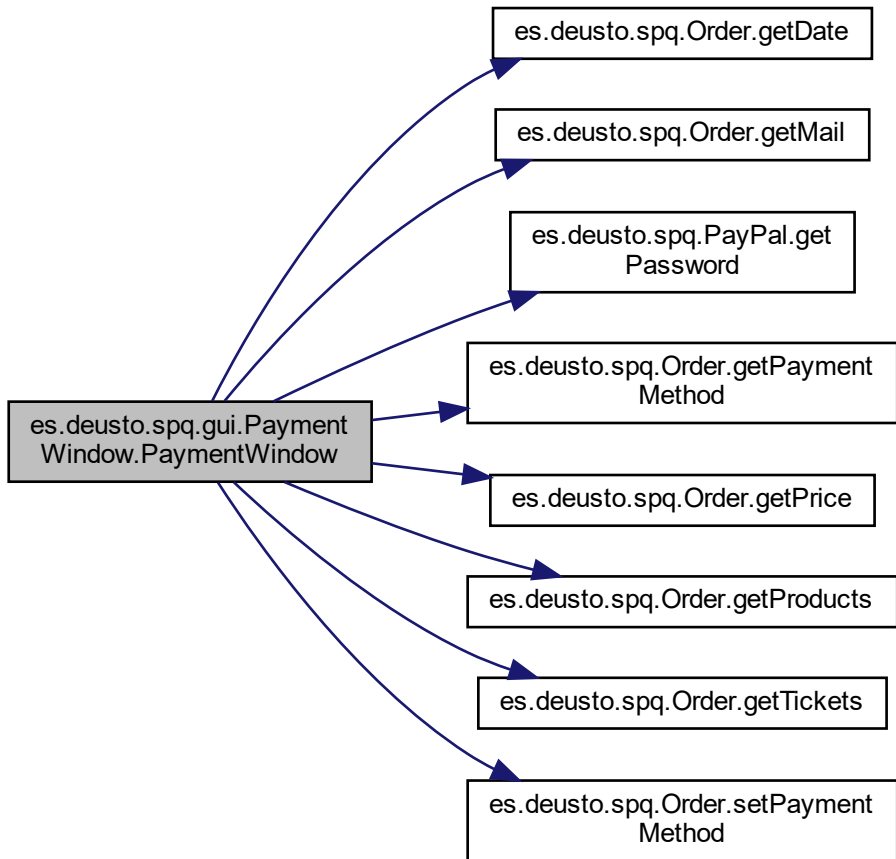 es.deusto.spq.Order.getDate
es.deusto.spq.Order.getMail
es.deusto.spq.PayPal.get
Password
es.deusto.spq.Order.getPayment
Method
es.deusto.spq.gui.Payment
Window.PaymentWindow
es.deusto.spq.Order.getPrice
es.deusto.spq.Order.getProducts
es.deusto.spq.Order.getTickets
es.deusto.spq.Order.setPayment
Method